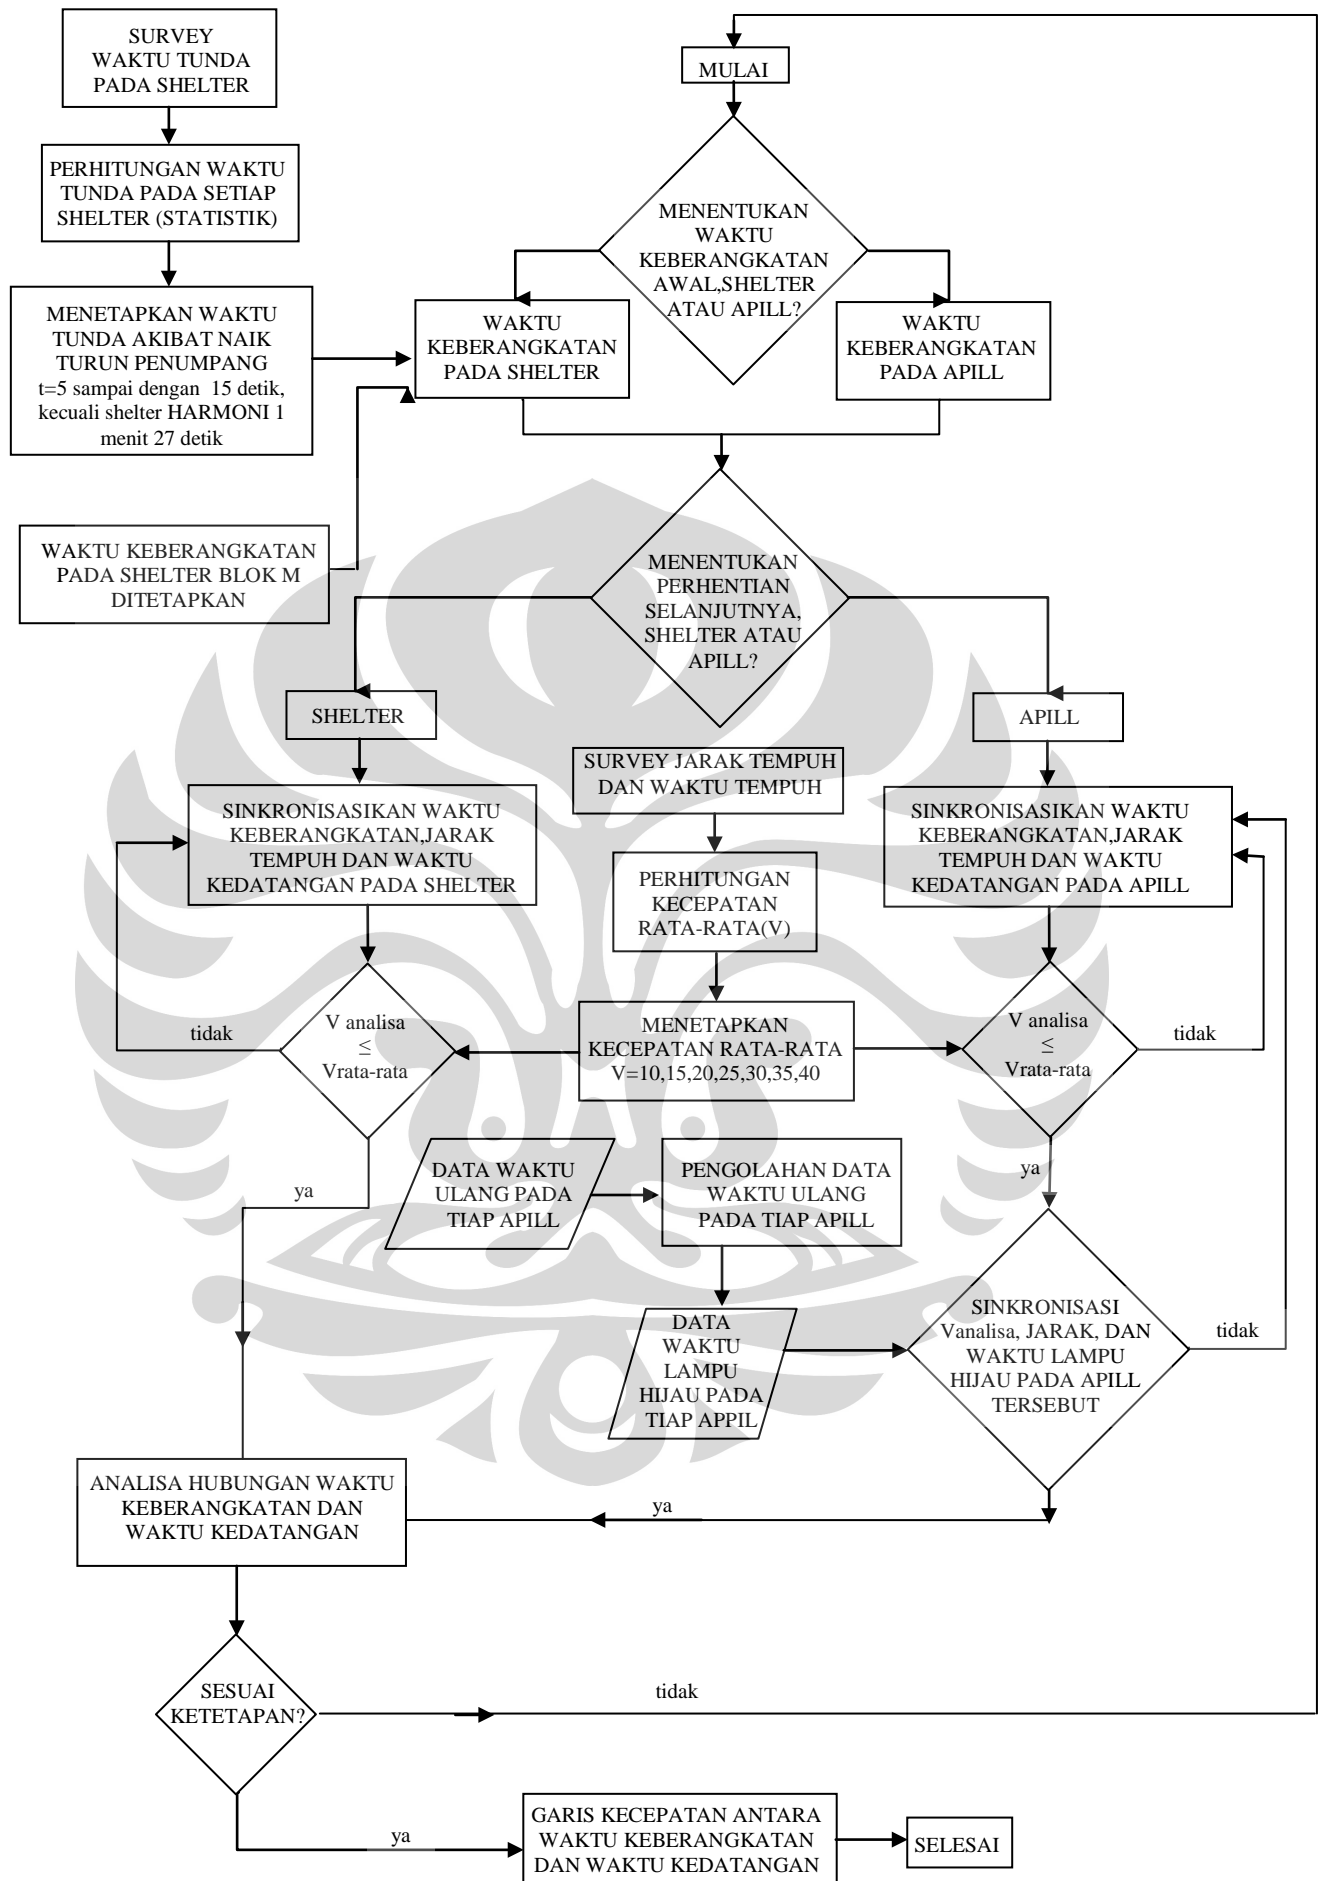 SURVEY
WAKTU TUNDA
PADA SHELTER
MULAI
PERHITUNGAN WAKTU
TUNDA PADA SETIAP
SHELTER (STATISTIK)
MENENTUKAN
WAKTU
KEBERANGKATAN
AWAL,SHELTER
ATAU APILL?
MENETAPKAN WAKTU
TUNDA AKIBAT NAIK
TURUN PENUMPANG
t=5 sampai dengan 15 detik,
kecuali shelter HARMONI 1
menit 27 detik
WAKTU
KEBERANGKATAN
PADA SHELTER
WAKTU
KEBERANGKATAN
PADA APILL
WAKTU KEBERANGKATAN
PADA SHELTER BLOK M
DITETAPKAN
MENENTUKAN
PERHENTIAN
SELANJUTNYA,
SHELTER ATAU
APILL?
SHELTER
APILL
SURVEY JARAK TEMPUH
DAN WAKTU TEMPUH
SINKRONISASIKAN WAKTU
KEBERANGKATAN,JARAK
TEMPUH DAN WAKTU
KEDATANGAN PADA SHELTER
SINKRONISASIKAN WAKTU
KEBERANGKATAN,JARAK
TEMPUH DAN WAKTU
KEDATANGAN PADA APILL
PERHITUNGAN
KECEPATAN
RATA-RATA(V)
tidak
V analisa
≤
Vrata-rata
MENETAPKAN
KECEPATAN RATA-RATA
V=10,15,20,25,30,35,40
V analisa
≤
Vrata-rata
tidak
ya
DATA WAKTU
ULANG PADA
TIAP APILL
PENGOLAHAN DATA
WAKTU ULANG
PADA TIAP APILL
ya
DATA
WAKTU
LAMPU
HIJAU PADA
TIAP APPIL
SINKRONISASI
Vanalisa, JARAK, DAN
WAKTU LAMPU
HIJAU PADA APILL
TERSEBUT
tidak
ANALISA HUBUNGAN WAKTU
KEBERANGKATAN DAN
WAKTU KEDATANGAN
ya
SESUAI
KETETAPAN?
tidak
ya
GARIS KECEPATAN ANTARA
WAKTU KEBERANGKATAN
DAN WAKTU KEDATANGAN
SELESAI